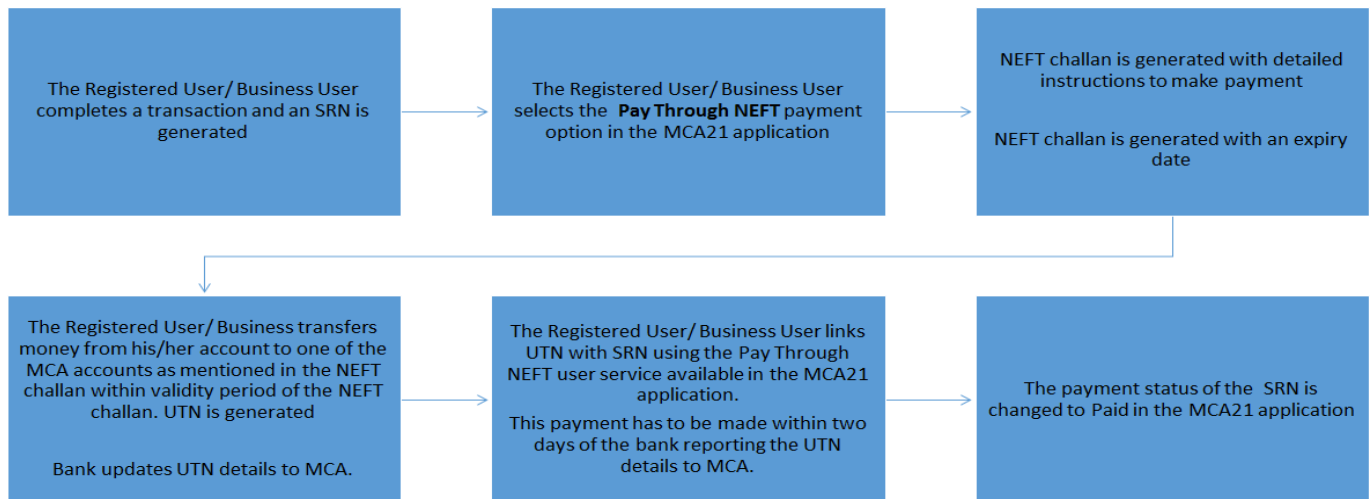 The Registered User/ Business User
completes a transaction and an SRN is
generated
The Registered User/ Business User
selects the Pay Through NEFT payment
option in the MCA21 application
NEFT challan is generated with detailed
instructions to make payment
NEFT challan is generated with an expiry
date
The Registered User/ Business transfers
money from his/her account to one of the
MCA accounts as mentioned in the NEFT
challan within validity period of the NEFT
challan. UTN is generated
Bank updates UTN details to MCA.
The Registered User/ Business User links
UTN with SRN using the Pay Through
NEFT user service available in the MCA21
application.
This payment has to be made within two
days of the bank reporting the UTN
details to MCA.
The payment status of the SRN is
changed to Paid in the MCA21 application